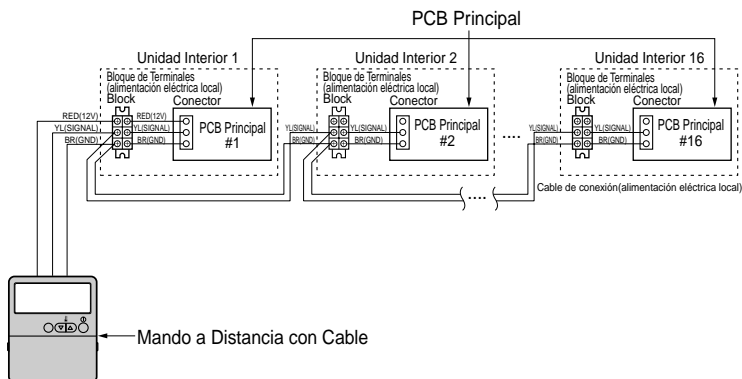 PCB Principal
Unidad Interior 1
Bloque de Terminales
(alimentación eléctrica local)
Block
Conector
RED(12V)
YL(SIGNAL)
BR(GND)
RED(12V)
YL(SIGNAL)
BR(GND)
PCB Principal
#1
Unidad Interior 2
Bloque de Terminales
(alimentación eléctrica local)
Block
Conector
YL(SIGNAL)
BR(GND)
YL(SIGNAL)
BR(GND)
PCB Principal
#2
....
Unidad Interior 16
Bloque de Terminales
(alimentación eléctrica local)
Block
Conector
YL(SIGNAL)
BR(GND)
YL(SIGNAL)
BR(GND)
PCB Principal
#16
....
Cable de conexión(alimentación eléctrica local)
Mando a Distancia con Cable